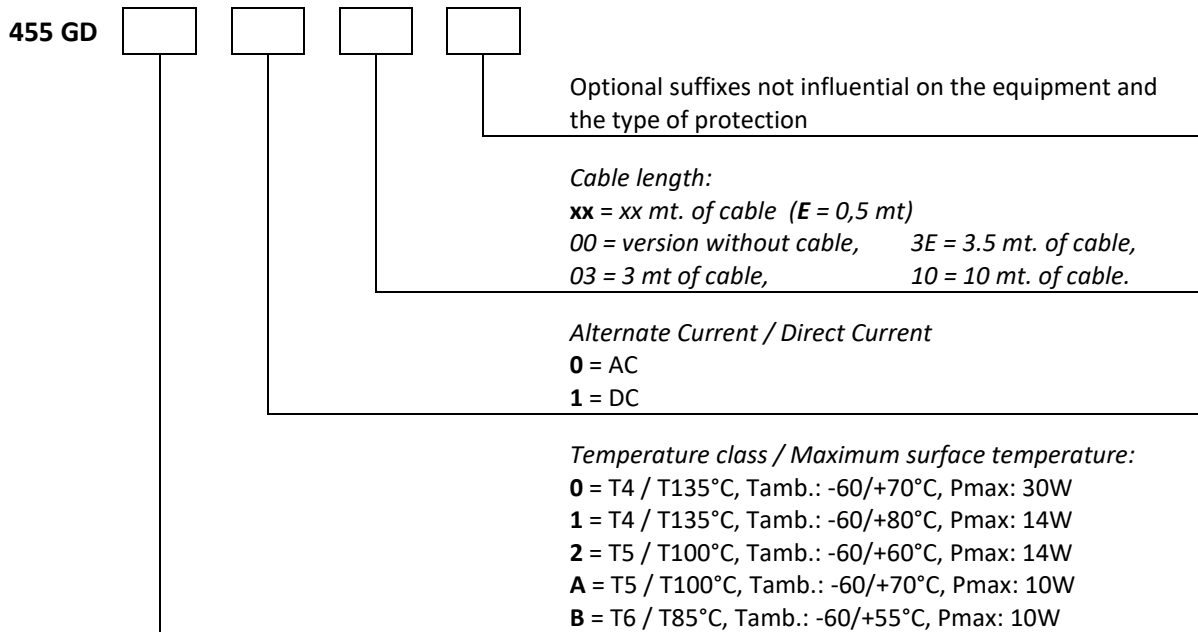 455 GD
Optional suffixes not influential on the equipment and
the type of protection
Cable length:
xx = xx mt. of cable (E = 0,5 mt)
00 = version without cable, 3E = 3.5 mt. of cable,
03 = 3 mt of cable, 10 = 10 mt. of cable.
Alternate Current / Direct Current
0 = AC
1 = DC
Temperature class / Maximum surface temperature:
0 = T4 / T135°C, Tamb.: -60/+70°C, Pmax: 30W
1 = T4 / T135°C, Tamb.: -60/+80°C, Pmax: 14W
2 = T5 / T100°C, Tamb.: -60/+60°C, Pmax: 14W
A = T5 / T100°C, Tamb.: -60/+70°C, Pmax: 10W
B = T6 / T85°C, Tamb.: -60/+55°C, Pmax: 10W